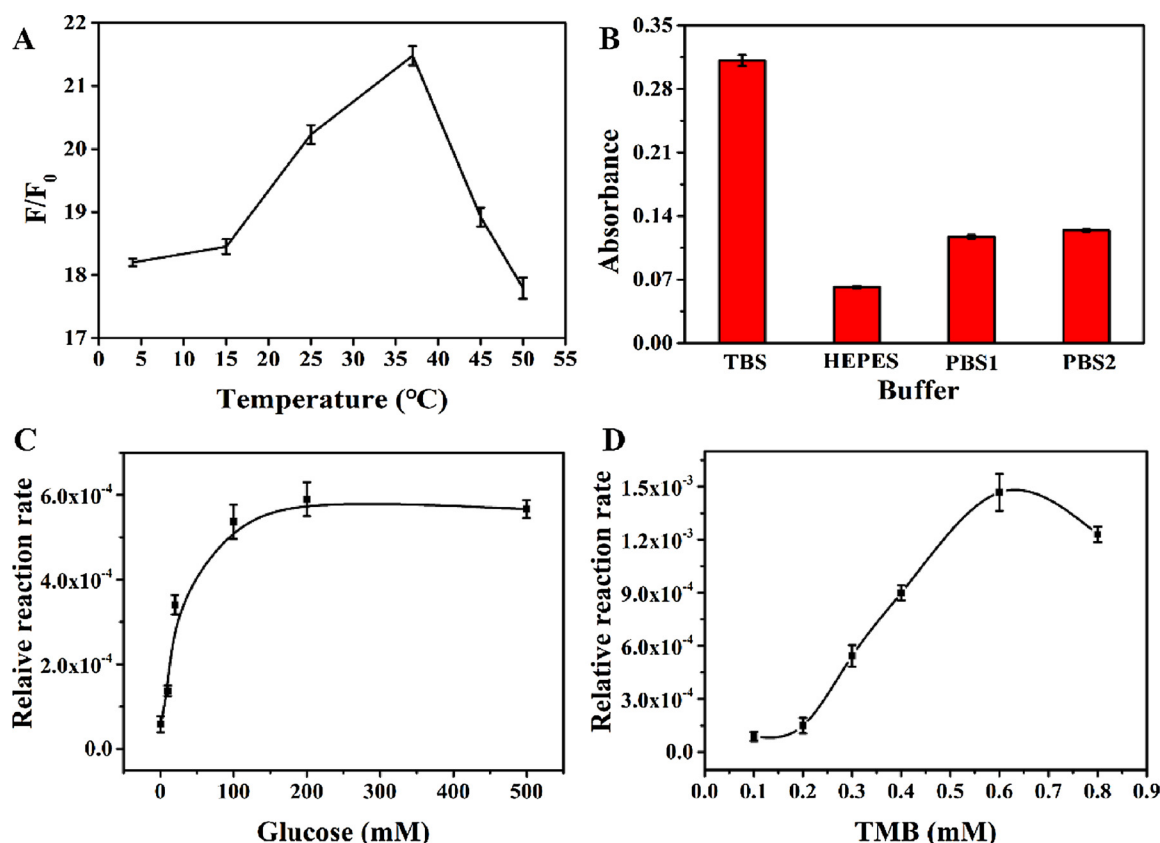 A
22
21
20
19
18
17
F/F0
0 5 10 15 20 25 30 35 40 45 50 55
Temperature (°C)
B
0.35
0.28
0.21
0.14
0.07
0.00
Absorbance
TBS HEPES PBS1 PBS2
Buffer
C
6.0x10-4
4.0x10-4
2.0x10-4
0.0
Relaive reaction rate
0 100 200 300 400 500
Glucose (mM)
D
1.5x10-3
1.2x10-3
9.0x10-4
6.0x10-4
3.0x10-4
0.0
Relative reaction rate
0.0 0.1 0.2 0.3 0.4 0.5 0.6 0.7 0.8 0.9
TMB (mM)